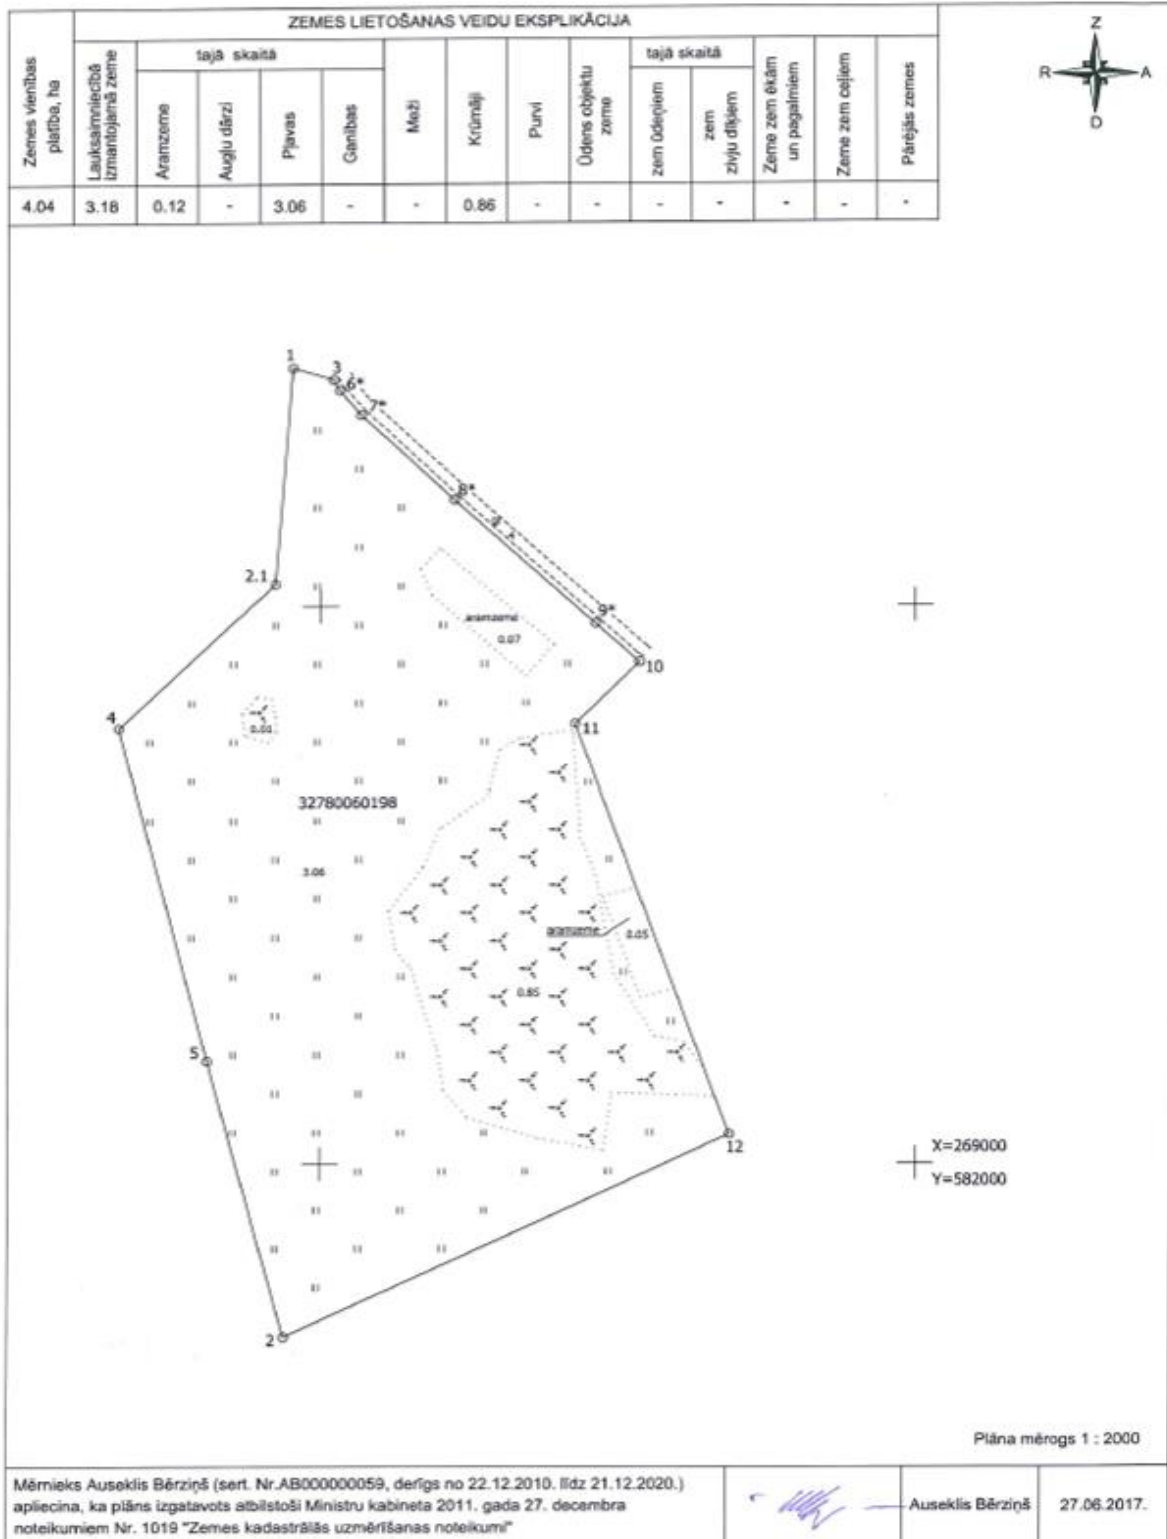 ZEMES LIETOŠANAS VEIDU EKSPLIKĀCIJA
Zemes vienības platība, ha
Lauksaimniecībā izmantojamā zeme
tajā skaitā
Aramzeme
Augļu dārzi
Pļavas
Ganības
Meži
Krūmāji
Purvi
Ūdens objektu zeme
tajā skaitā
zem ūdeņiem
zem zivju dīķiem
Zeme zem ēkām un pagalmiem
Zeme zem ceļiem
Pārējās zemes
4.04 3.18 0.12 - 3.06 - - 0.86 - - - - - - -
Z
R A
D
1
3
6*
7*
8*
2.1
aramzeme
0.07
9*
10
4
11
32780060198
3.06
aramzeme
0.05
0.85
5
12
X=269000
Y=582000
2
Plāna mērogs 1 : 2000
Mērnieks Auseklis Bērziņš (sert. Nr.AB000000059, derīgs no 22.12.2010. līdz 21.12.2020.)
apliecina, ka plāns izgatavots atbilstoši Ministru kabineta 2011. gada 27. decembra
noteikumiem Nr. 1019 "Zemes kadastrālās uzmērīšanas noteikumi"
Auseklis Bērziņš
27.06.2017.